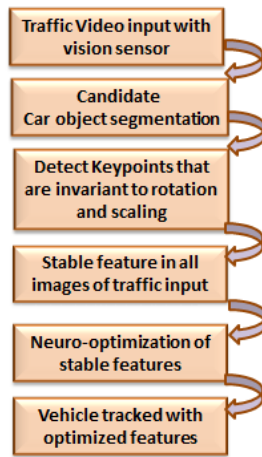 Traffic Video input with
vision sensor
Candidate
Car object segmentation
Detect Keypoints that
are invariant to rotation
and scaling
Stable feature in all
images of traffic input
Neuro-optimization of
stable features
Vehicle tracked with
optimized features